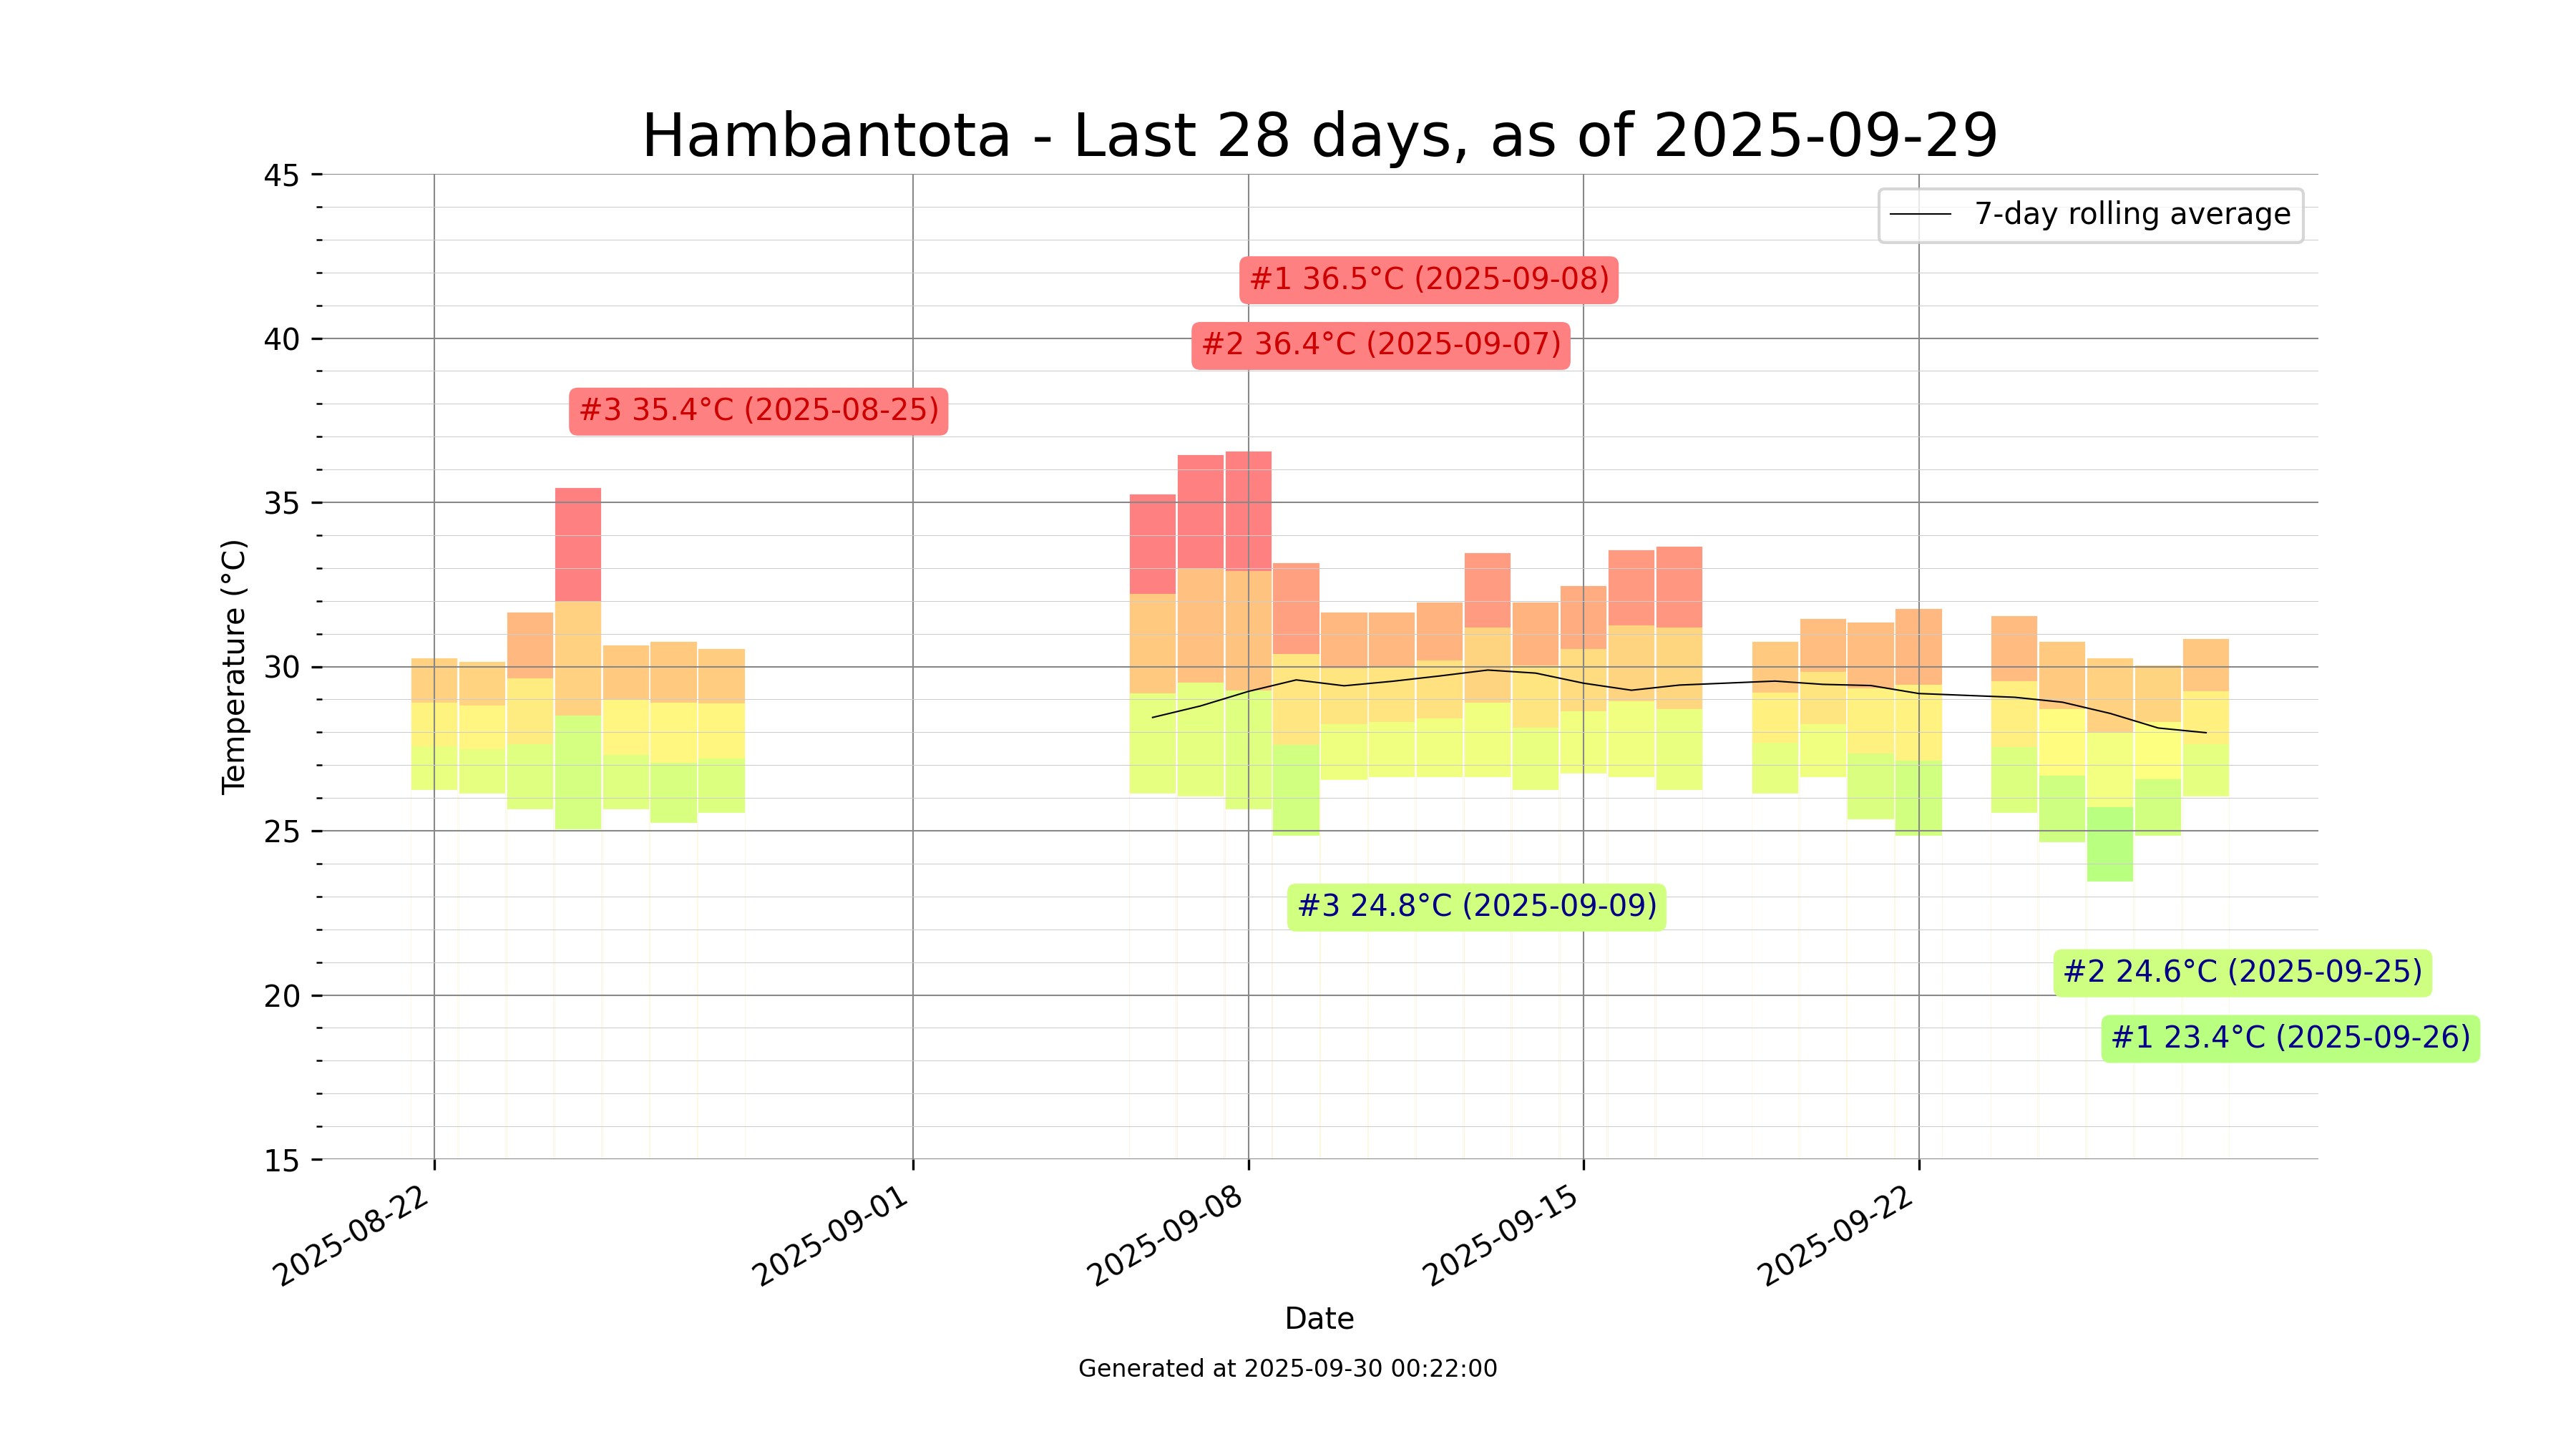 Hambantota - Last 28 days, as of 2025-09-29
7-day rolling average
45
40
35
30
25
20
15
Temperature (°C)
#1 36.5°C (2025-09-08)
#2 36.4°C (2025-09-07)
#3 35.4°C (2025-08-25)
#3 24.8°C (2025-09-09)
#2 24.6°C (2025-09-25)
#1 23.4°C (2025-09-26)
2025-08-22
2025-09-01
2025-09-08
2025-09-15
2025-09-22
Date
Generated at 2025-09-30 00:22:00